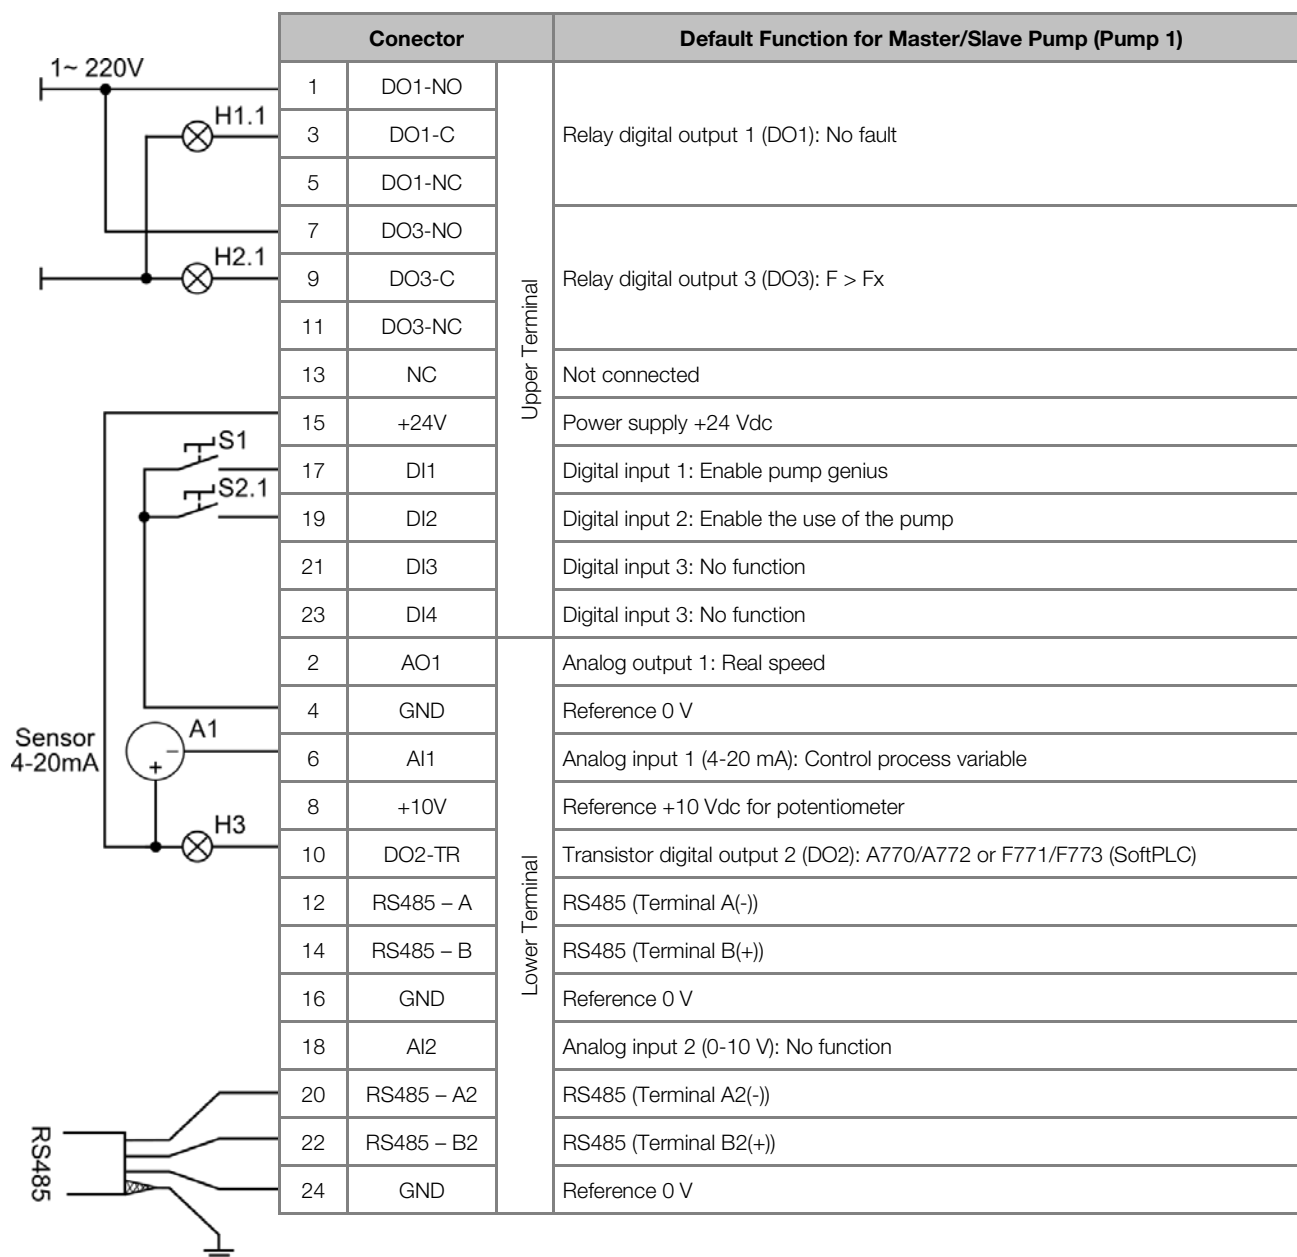 Conector Default Function for Master/Slave Pump (Pump 1)
1~ 220V
1 DO1-NO
H1.1
3 DO1-C Relay digital output 1 (DO1): No fault
5 DO1-NC
7 DO3-NO
H2.1
9 DO3-C Relay digital output 3 (DO3): F > Fx
11 DO3-NC
Upper Terminal
13 NC Not connected
15 +24V Power supply +24 Vdc
S1
17 DI1 Digital input 1: Enable pump genius
S2.1
19 DI2 Digital input 2: Enable the use of the pump
21 DI3 Digital input 3: No function
23 DI4 Digital input 3: No function
2 AO1 Analog output 1: Real speed
4 GND Reference 0 V
A1
Sensor
4-20mA
6 AI1 Analog input 1 (4-20 mA): Control process variable
8 +10V Reference +10 Vdc for potentiometer
H3
10 DO2-TR Transistor digital output 2 (DO2): A770/A772 or F771/F773 (SoftPLC)
Lower Terminal
12 RS485 – A RS485 (Terminal A(-))
14 RS485 – B RS485 (Terminal B(+))
16 GND Reference 0 V
18 AI2 Analog input 2 (0-10 V): No function
20 RS485 – A2 RS485 (Terminal A2(-))
RS485
22 RS485 – B2 RS485 (Terminal B2(+))
24 GND Reference 0 V